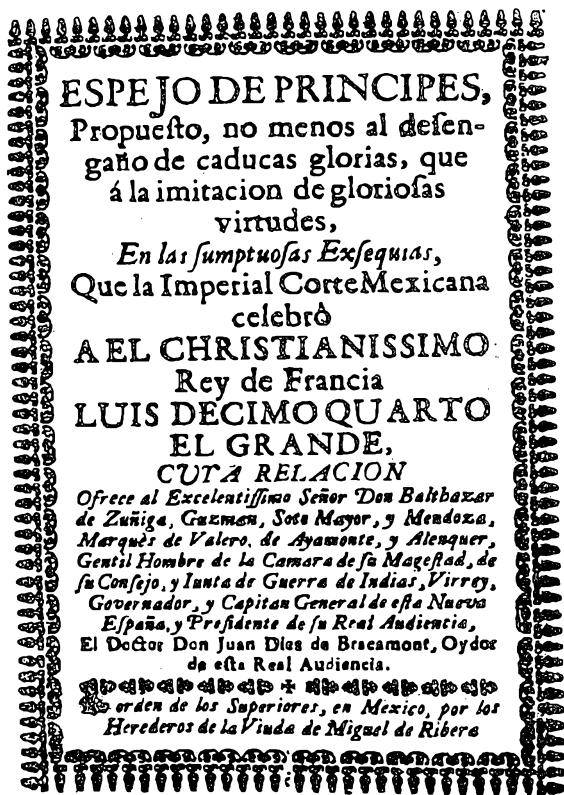 ESPEJO DE PRINCIPES,
Propueſto, no menos al deſen-
gaño de caducas glorias, que
á la imitacion de glorioſas
virtudes,
En las ſumptuoſas Exſequias,
Que la Imperial Corte Mexicana
celebrò
A EL CHRISTIANISSIMO
Rey de Francia
LUIS DECIMO QUARTO
EL GRANDE,
CUYA RELACION
Ofrece al Excelentiſſimo Señor Don Balthazar
de Zuñiga, Guzman, Soto Mayor, y Mendoza,
Marquès de Valero, de Ayamonte, y Alenquer,
Gentil Hombre de la Camara de ſu Mageſtad, de
ſu Conſejo, y Iunta de Guerra de Indias, Virrey,
Governador, y Capitan General de eſta Nueva
Eſpaña, y Preſidente de ſu Real Audiencia,
El Doctor Don Juan Dies de Bracamont, Oydor
de eſta Real Audiencia.
orden de los Superiores, en Mexico, por los
Herederos de la Viuda de Miguel de Ribera